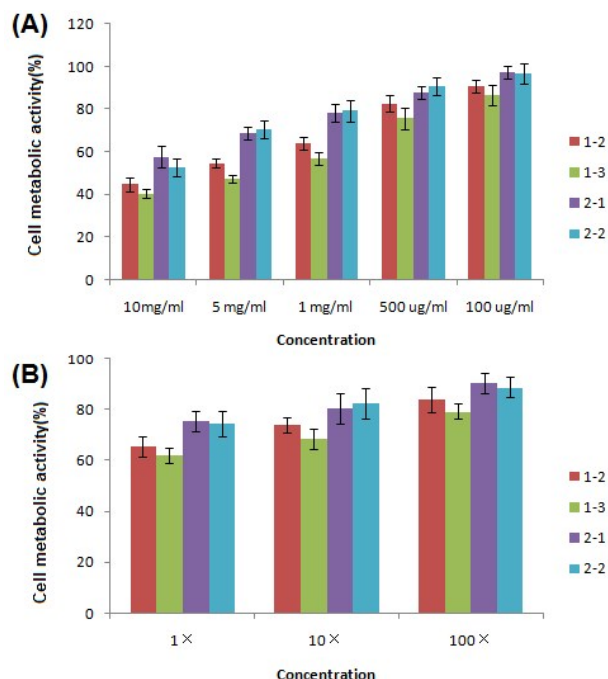 (A)
120
100
80
60
40
20
0
Cell metabolic activity(%)
10mg/ml 5 mg/ml 1 mg/ml 500 ug/ml 100 ug/ml
Concentration
1-2
1-3
2-1
2-2
(B)
100
80
60
40
20
0
Cell metabolic activity(%)
1× 10× 100×
Concentration
1-2
1-3
2-1
2-2